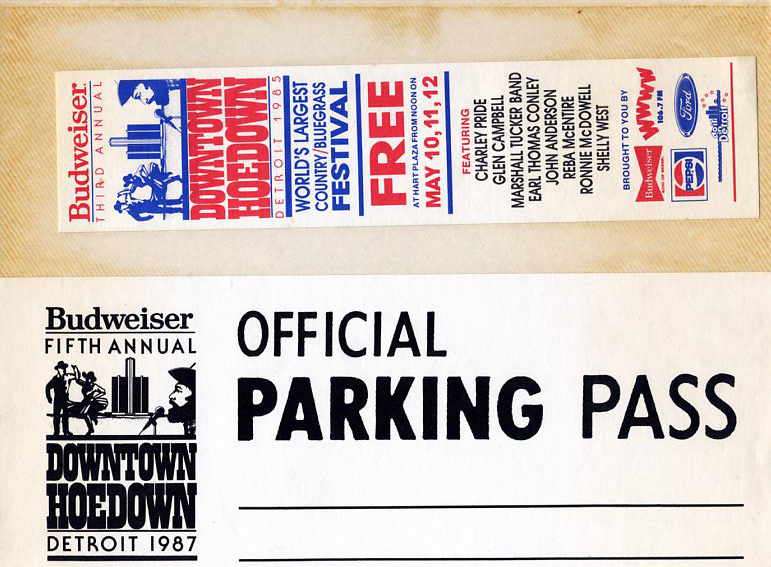 Budweiser
THIRD ANNUAL
DOWNTOWN
HOEDOWN
DETROIT 1985
WORLD'S LARGEST
COUNTRY/BLUEGRASS
FESTIVAL
FREE
AT HART PLAZA FROM NOON ON
MAY 10, 11, 12
FEATURING
CHARLEY PRIDE
GLEN CAMPBELL
MARSHALL TUCKER BAND
EARL THOMAS CONLEY
JOHN ANDERSON
REBA McENTIRE
RONNIE McDOWELL
SHELLY WEST
BROUGHT TO YOU BY
Budweiser
KING OF BEERS
WWWW
106.7 FM
PEPSI
Ford
Detroit
Budweiser
FIFTH ANNUAL
DOWNTOWN
HOEDOWN
DETROIT 1987
OFFICIAL
PARKING PASS